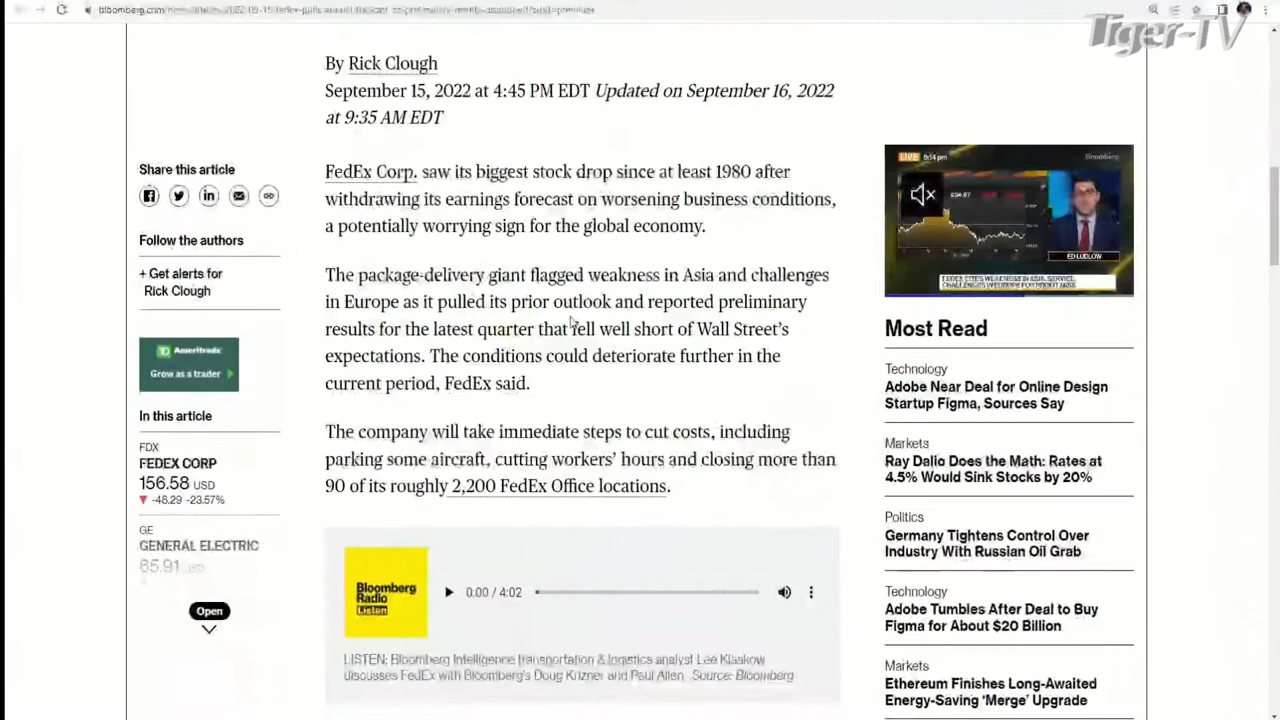 Tiger-TV
By Rick Clough
September 15, 2022 at 4:45 PM EDT Updated on September 16, 2022
at 9:35 AM EDT
Share this article
Follow the authors
+ Get alerts for
Rick Clough
Ameritrade
Grow as a trader
In this article
FDX
FEDEX CORP
156.58 USD
-48.29 -23.57%
GE
GENERAL ELECTRIC
65.91 USD
Open
FedEx Corp. saw its biggest stock drop since at least 1980 after
withdrawing its earnings forecast on worsening business conditions,
a potentially worrying sign for the global economy.
The package-delivery giant flagged weakness in Asia and challenges
in Europe as it pulled its prior outlook and reported preliminary
results for the latest quarter that fell well short of Wall Street's
expectations. The conditions could deteriorate further in the
current period, FedEx said.
The company will take immediate steps to cut costs, including
parking some aircraft, cutting workers' hours and closing more than
90 of its roughly 2,200 FedEx Office locations.
Bloomberg
Radio
Listen
0:00 / 4:02
LISTEN: Bloomberg Intelligence transportation & logistics analyst Lee Klaskow
discusses FedEx with Bloomberg's Doug Krizner and Paul Allen Source: Bloomberg
LIVE 6:14pm
Bloomberg
204.87
ED LUDLOW
Most Read
Technology
Adobe Near Deal for Online Design
Startup Figma, Sources Say
Markets
Ray Dalio Does the Math: Rates at
4.5% Would Sink Stocks by 20%
Politics
Germany Tightens Control Over
Industry With Russian Oil Grab
Technology
Adobe Tumbles After Deal to Buy
Figma for About $20 Billion
Markets
Ethereum Finishes Long-Awaited
Energy-Saving 'Merge' Upgrade